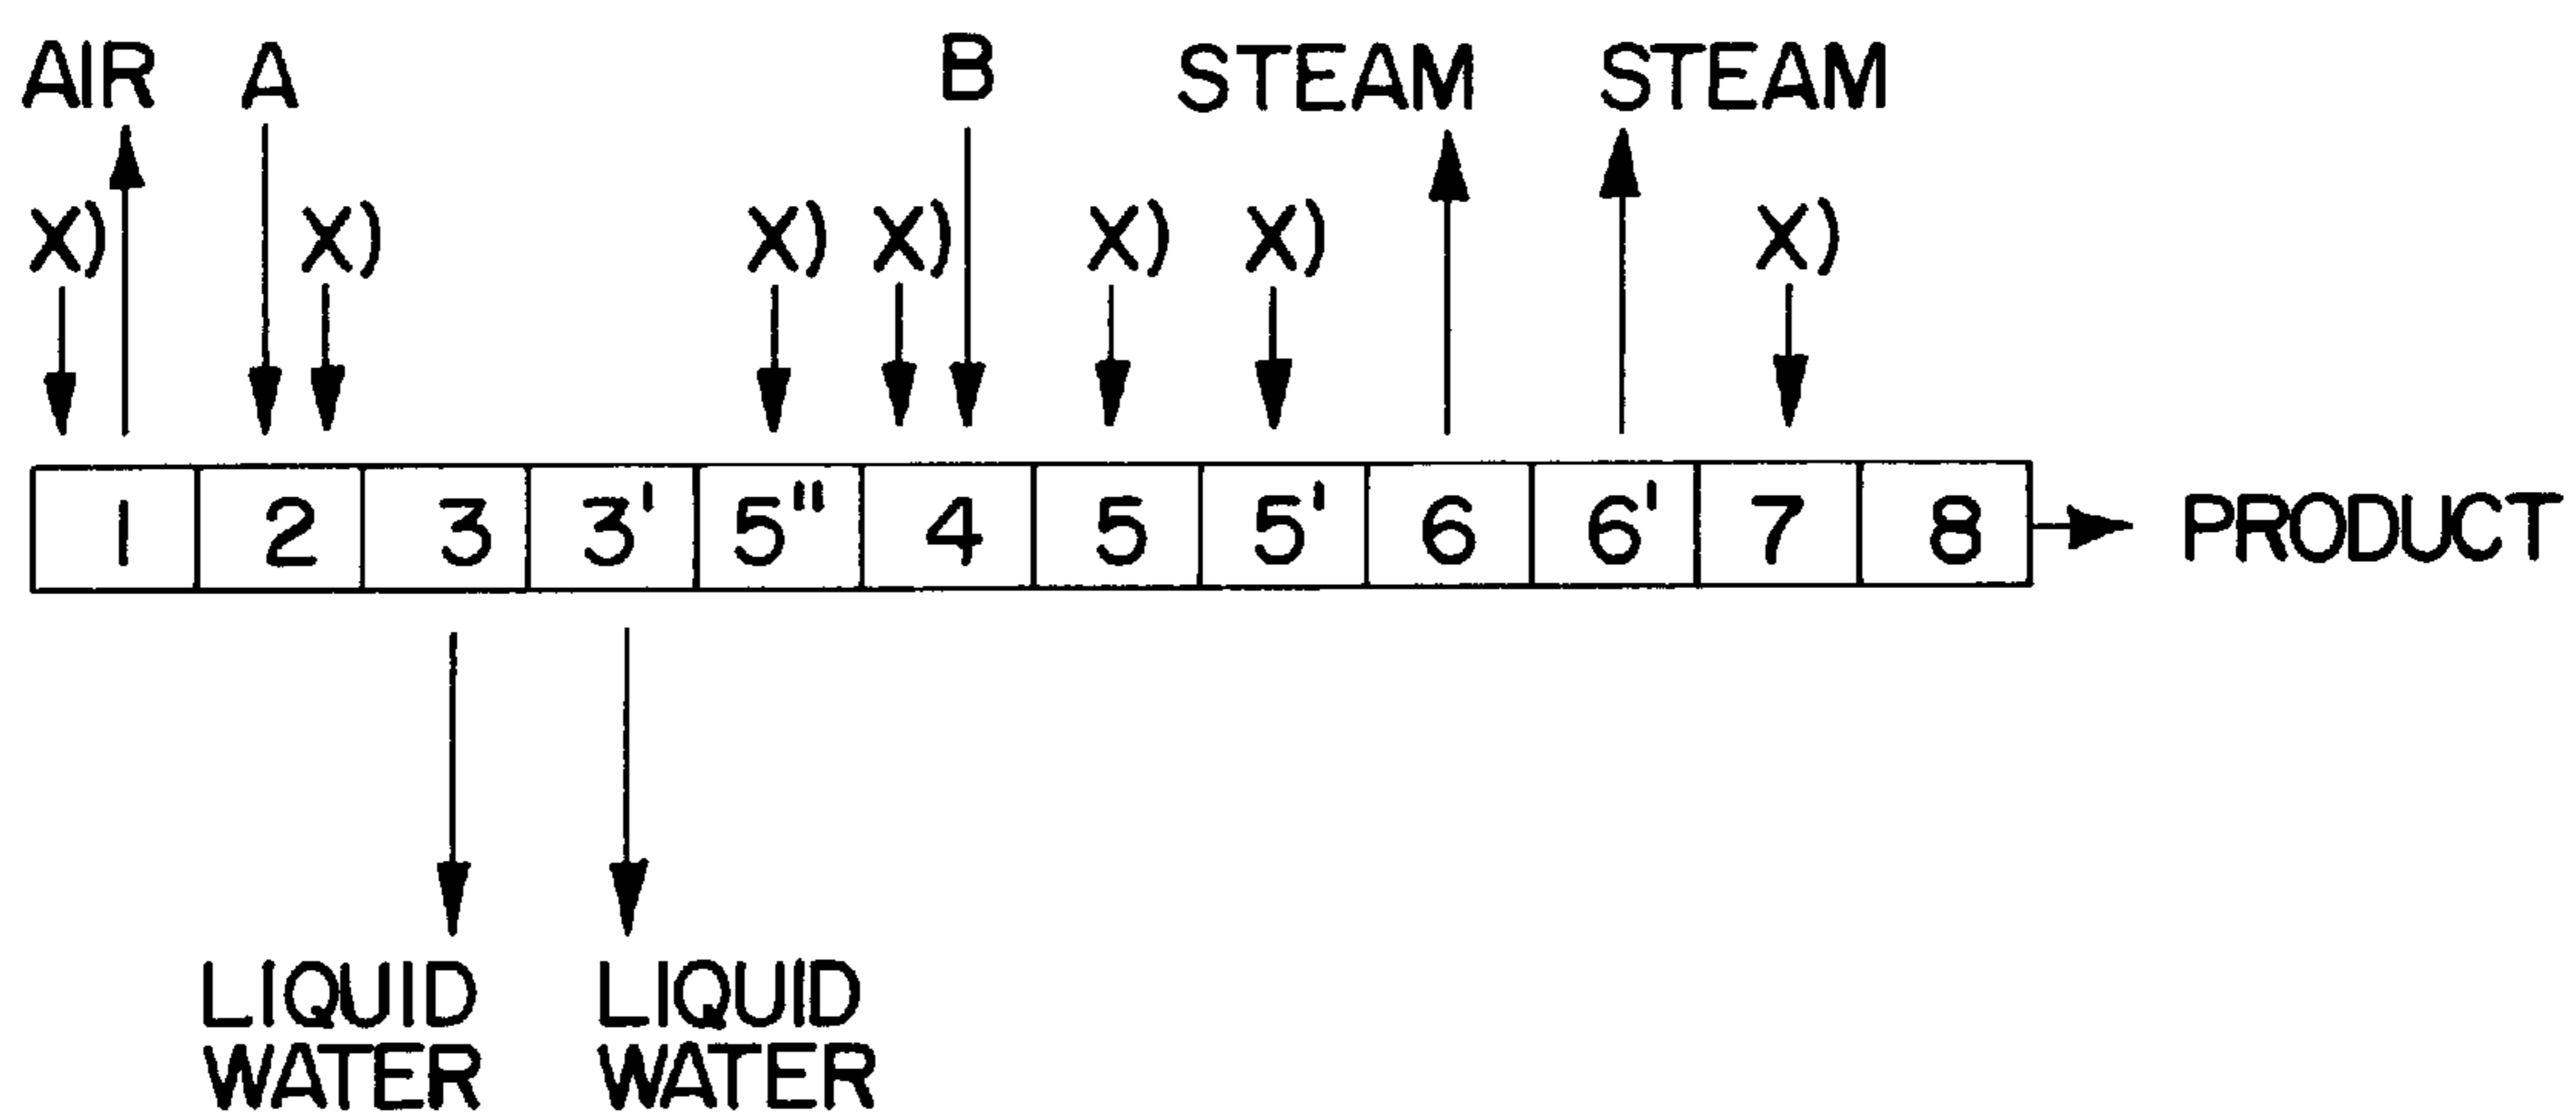 AIR A B STEAM STEAM
X) X) X) X) X) X) X)
1 2 3 3' 5" 4 5 5' 6 6' 7 8 PRODUCT
LIQUID WATER
LIQUID WATER